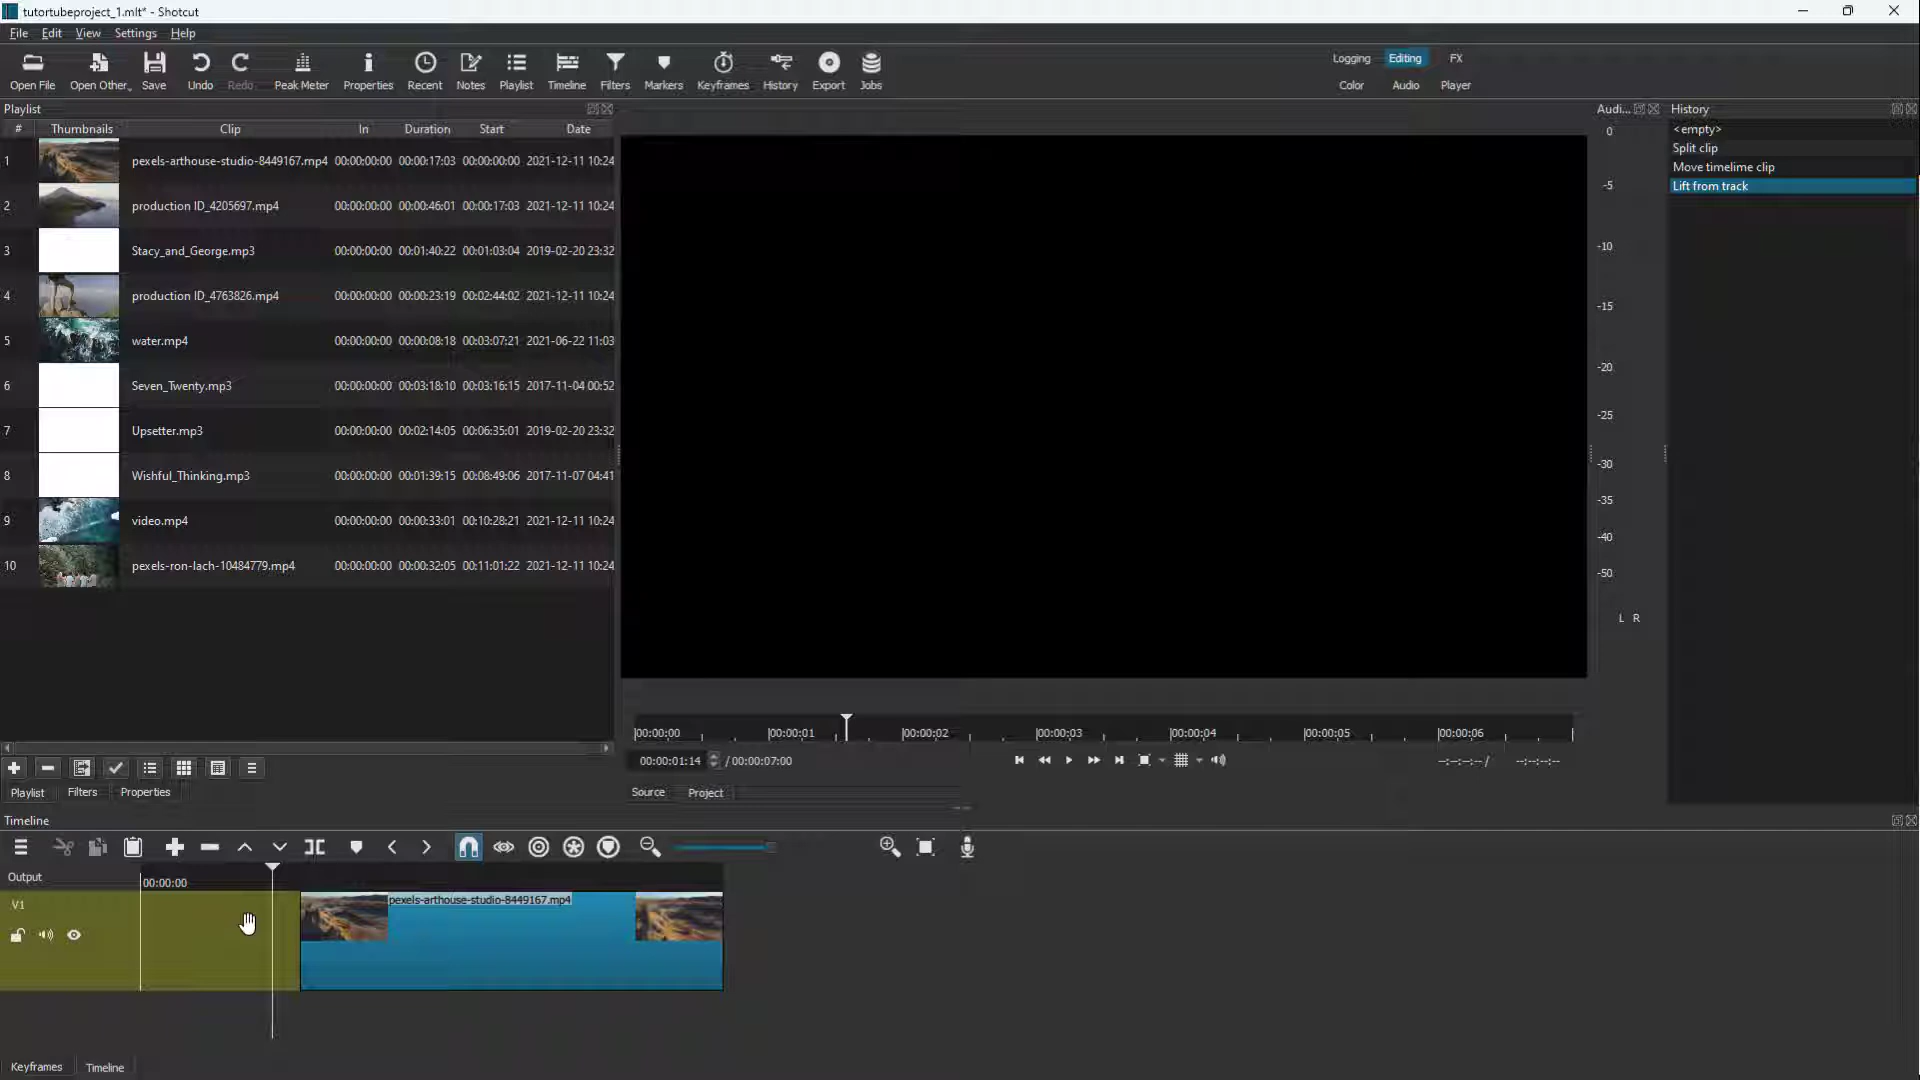 tutortubeproject_1.mlt* - Shotcut
File Edit View Settings Help
Open File Open Other.. Save Undo Redo Peak Meter Properties Recent Notes Playlist Timeline Filters Markers Keyframes History Export Jobs
Logging Editing FX
Color Audio Player
Playlist
# Thumbnails Clip In Duration Start Date
1 pexels-arthouse-studio-8449167.mp4 00:00:00:00 00:00:17:03 00:00:00:00 2021-12-11 10:24
2 production ID_4205697.mp4 00:00:00:00 00:00:46:01 00:00:17:03 2021-12-11 10:24
3 Stacy_and_George.mp3 00:00:00:00 00:01:40:22 00:01:03:04 2019-02-20 23:32
4 production ID_4763826.mp4 00:00:00:00 00:00:23:19 00:02:44:02 2021-12-11 10:24
5 water.mp4 00:00:00:00 00:00:08:18 00:03:07:21 2021-06-22 11:03
6 Seven_Twenty.mp3 00:00:00:00 00:03:18:10 00:03:16:15 2017-11-04 00:52
7 Upsetter.mp3 00:00:00:00 00:02:14:05 00:06:35:01 2019-02-20 23:32
8 Wishful_Thinking.mp3 00:00:00:00 00:01:39:15 00:08:49:06 2017-11-07 04:41
9 video.mp4 00:00:00:00 00:00:33:01 00:10:28:21 2021-12-11 10:24
10 pexels-ron-lach-10484779.mp4 00:00:00:00 00:00:32:05 00:11:01:22 2021-12-11 10:24
Playlist Filters Properties
00:00:00 00:00:01 00:00:02 00:00:03 00:00:04 00:00:05 00:00:06
00:00:01:14 / 00:00:07:00 --:--:--:-- / --:--:--:--
Source Project
Audi...
0
-5
-10
-15
-20
-25
-30
-35
-40
-50
L R
History
<empty>
Split clip
Move timelime clip
Lift from track
Timeline
Output
00:00:00
V1
pexels-arthouse-studio-8449167.mp4
Keyframes Timeline